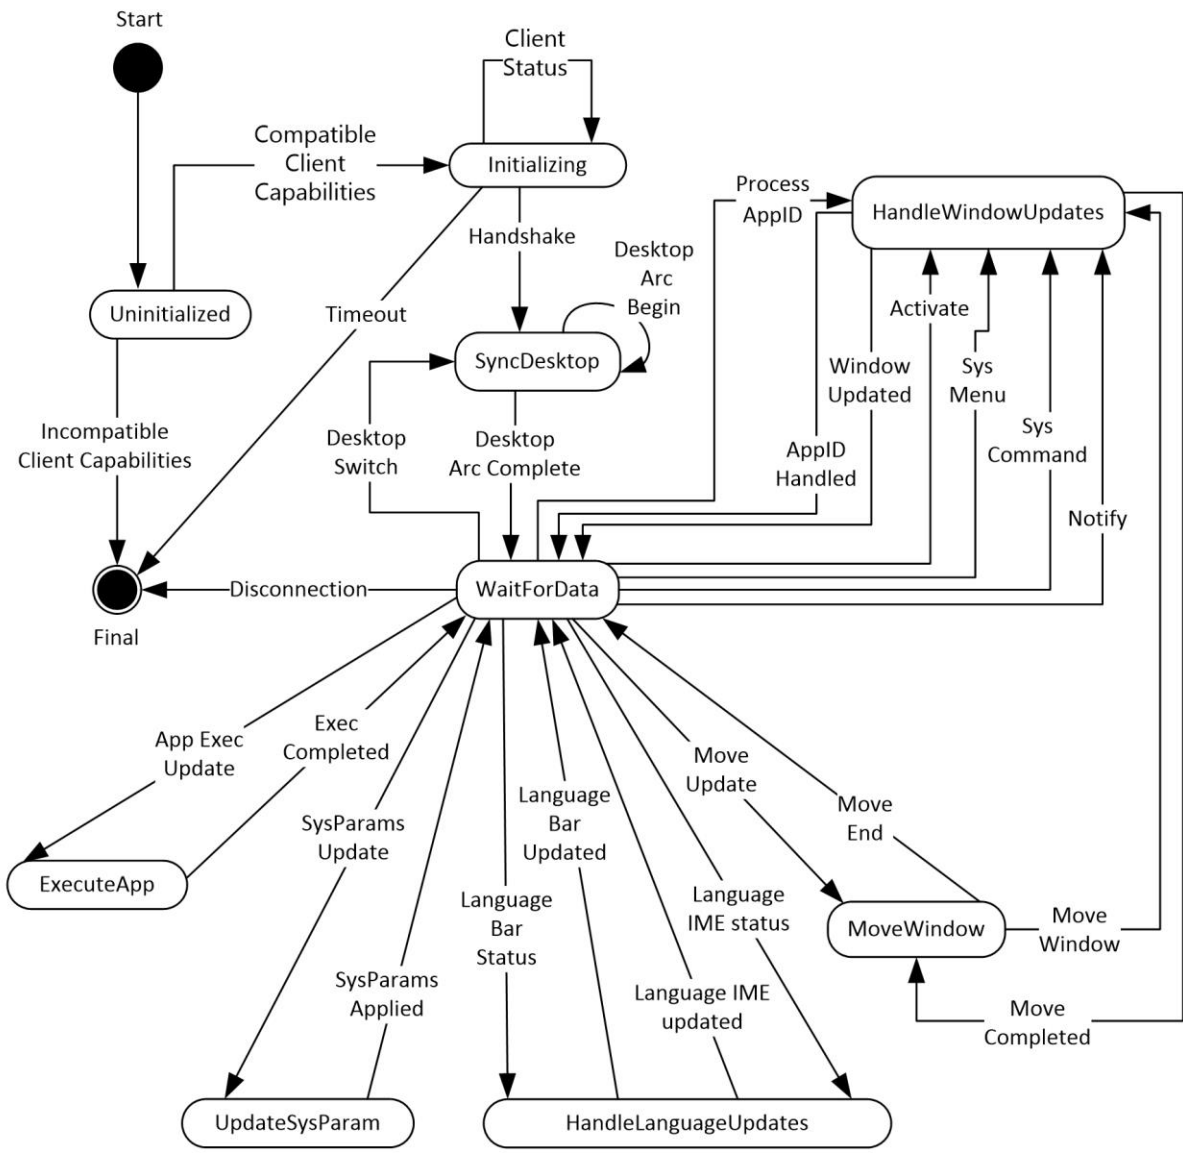 Start
Client
Status
Compatible
Client
Capabilities
Initializing
Process
AppID
HandleWindowUpdates
Handshake
Desktop
Arc
Begin
Uninitialized
Timeout
Activate
SyncDesktop
Window
Updated
Sys
Menu
Incompatible
Client Capabilities
Desktop
Switch
Desktop
Arc Complete
AppID
Handled
Sys
Command
Notify
Disconnection
WaitForData
Final
App Exec
Update
Exec
Completed
SysParams
Update
Language
Bar
Updated
Move
Update
Move
End
ExecuteApp
Language
Bar
Status
Language
IME status
MoveWindow
Move
Window
SysParams
Applied
Language IME
updated
Move
Completed
UpdateSysParam
HandleLanguageUpdates